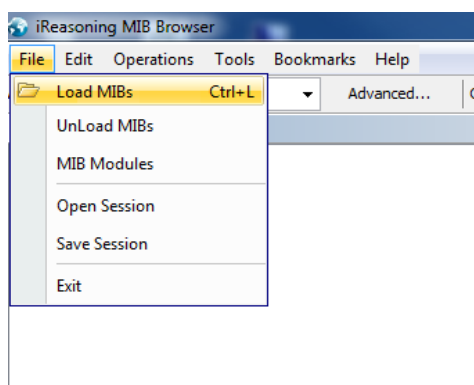 iReasoning MIB Browser
File Edit Operations Tools Bookmarks Help
Load MIBs Ctrl+L
Advanced...
UnLoad MIBs
MIB Modules
Open Session
Save Session
Exit